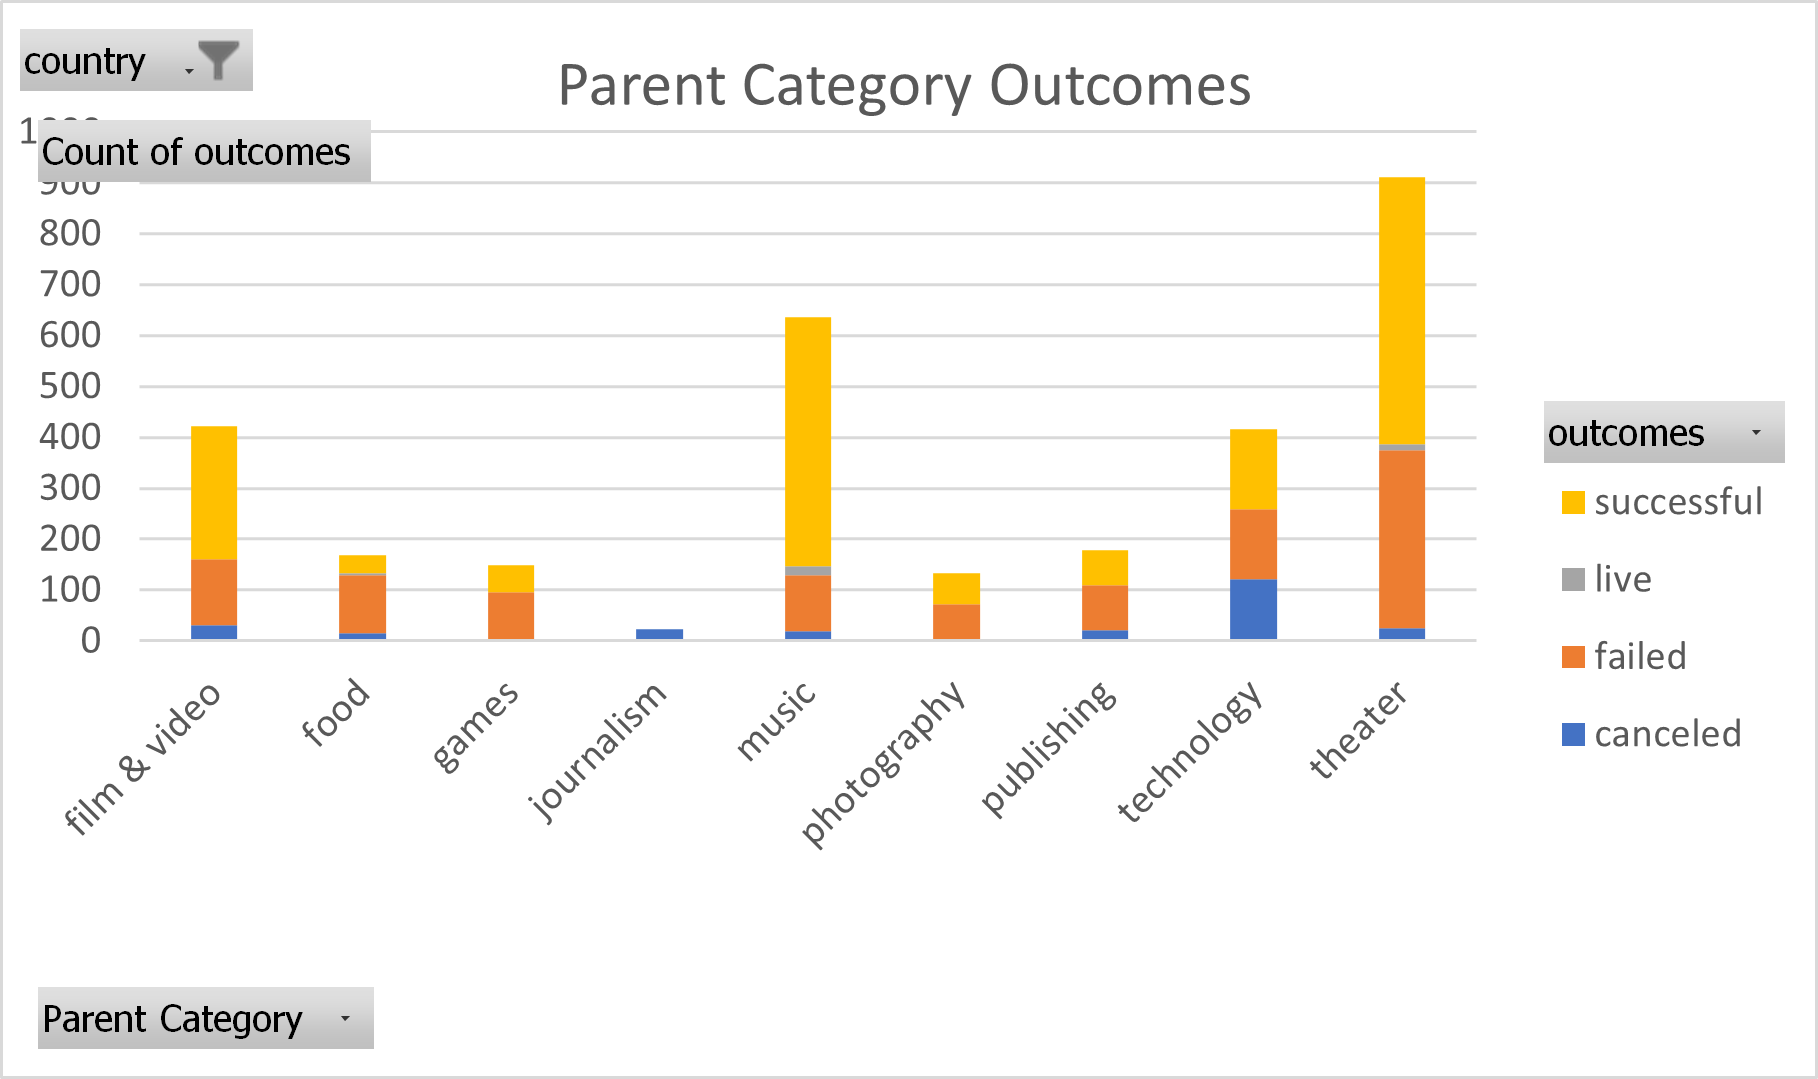 country
Parent Category Outcomes
Count of outcomes
900
800
700
600
500
400
300
200
100
0
film & video
food
games
journalism
music
photography
publishing
technology
theater
outcomes
successful
live
failed
canceled
Parent Category